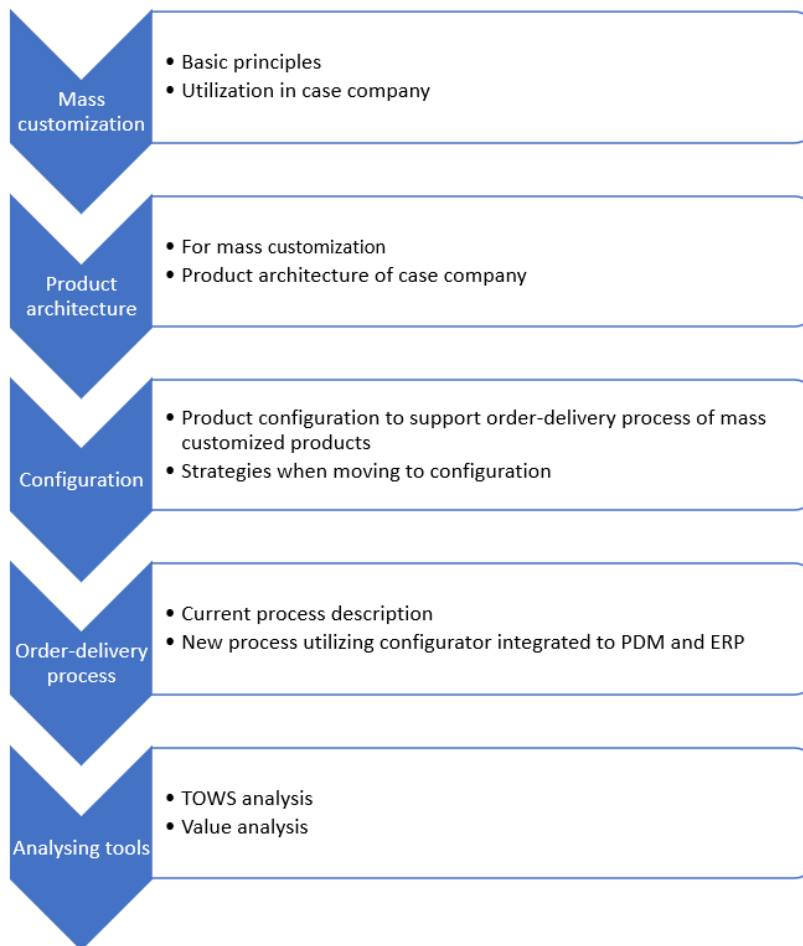 Mass
customization
• Basic principles
• Utilization in case company
Product
architecture
• For mass customization
• Product architecture of case company
Configuration
• Product configuration to support order-delivery process of mass
customized products
• Strategies when moving to configuration
Order-delivery
process
• Current process description
• New process utilizing configurator integrated to PDM and ERP
Analysing tools
• TOWS analysis
• Value analysis